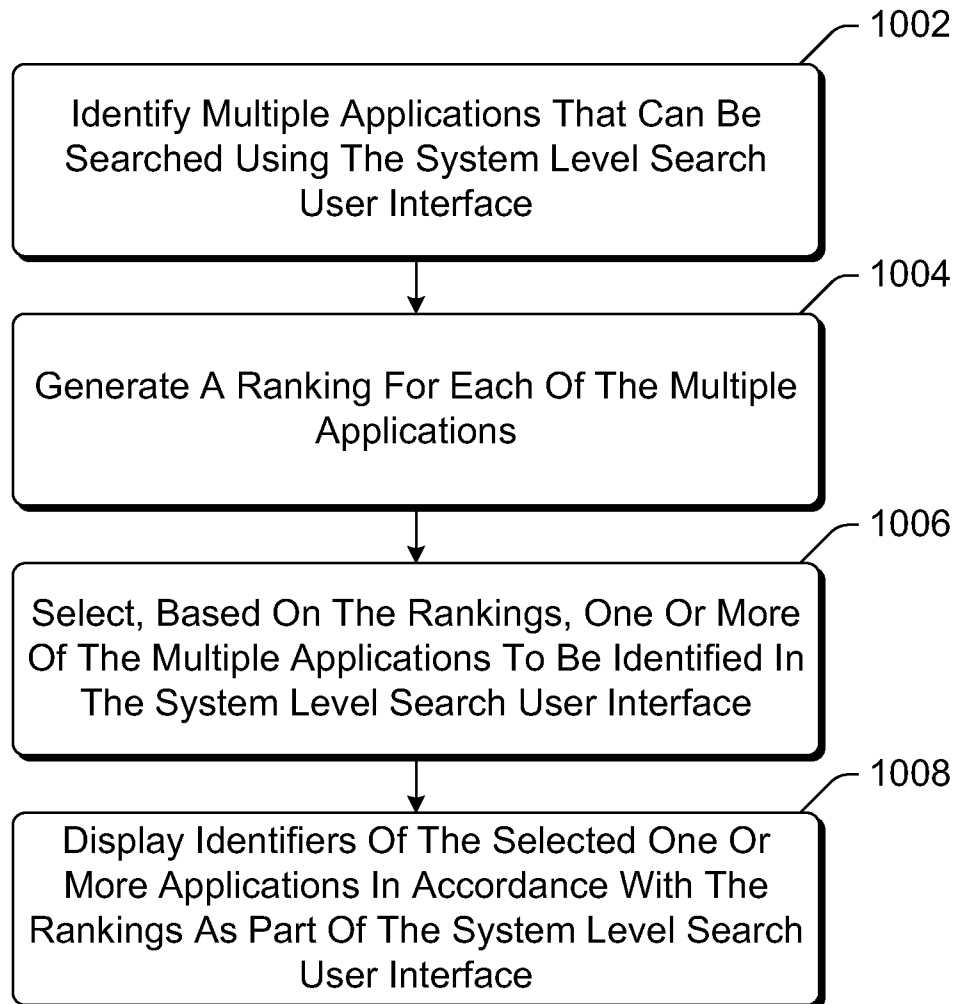 1002
Identify Multiple Applications That Can Be
Searched Using The System Level Search
User Interface
1004
Generate A Ranking For Each Of The Multiple
Applications
1006
Select, Based On The Rankings, One Or More
Of The Multiple Applications To Be Identified In
The System Level Search User Interface
1008
Display Identifiers Of The Selected One Or
More Applications In Accordance With The
Rankings As Part Of The System Level Search
User Interface